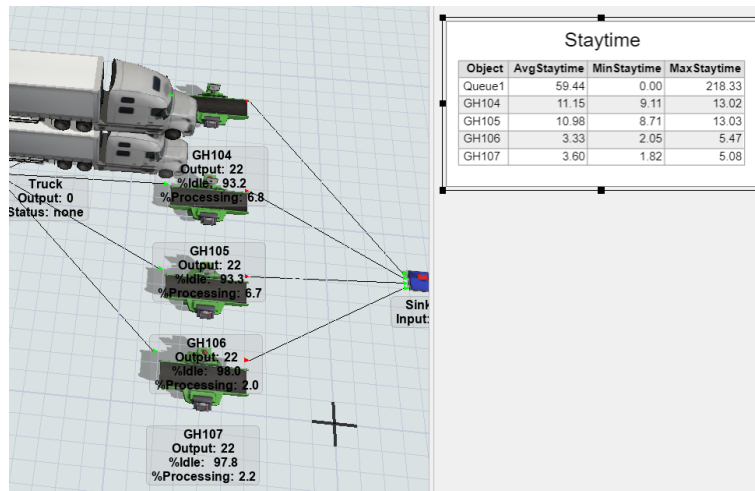 GH104
Output: 22
%Idle: 93.2
%Processing: 6.8
Truck
Output: 0
Status: none
GH105
Output: 22
%Idle: 93.3
%Processing: 6.7
Sink
Input:
GH106
Output: 22
%Idle: 98.0
%Processing: 2.0
GH107
Output: 22
%Idle: 97.8
%Processing: 2.2
Staytime
Object AvgStaytime MinStaytime MaxStaytime
Queue1 59.44 0.00 218.33
GH104 11.15 9.11 13.02
GH105 10.98 8.71 13.03
GH106 3.33 2.05 5.47
GH107 3.60 1.82 5.08